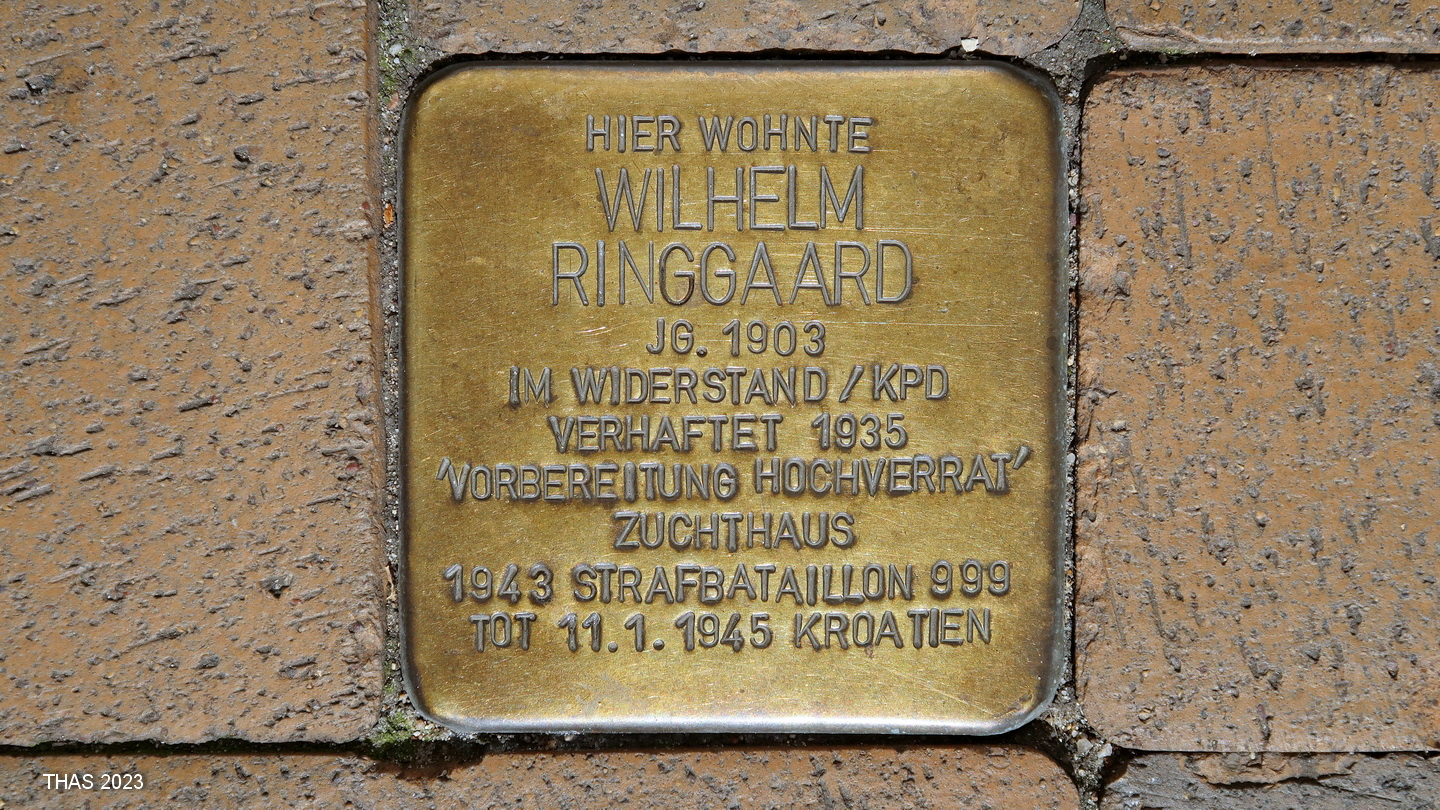 HIER WOHNTE
WILHELM
RINGGAARD
JG. 1903
IM WIDERSTAND / KPD
VERHAFTET 1935
'VORBEREITUNG HOCHVERRAT'
ZUCHTHAUS
1943 STRAFBATAILLON 999
TOT 11.1.1945 KROATIEN
THAS 2023